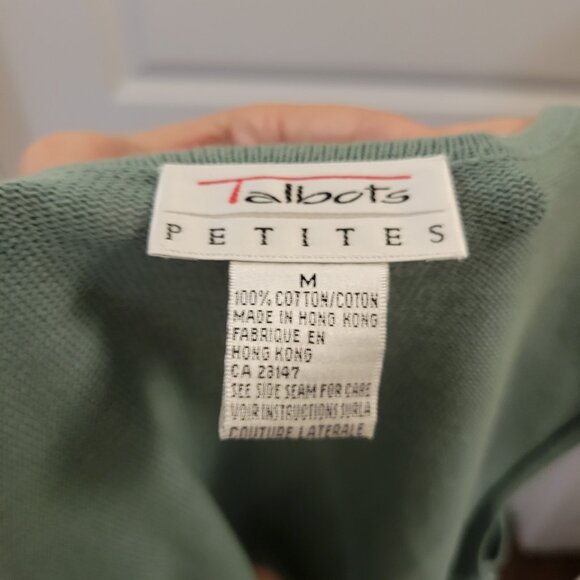 Talbots
PETITES
M
100% COTTON/COTON
MADE IN HONG KONG
FABRIQUE EN
HONG KONG
CA 23147
SEE SIDE SEAM FOR CARE
VOIR INSTRUCTIONS SUR LA
COUTURE LATERALE